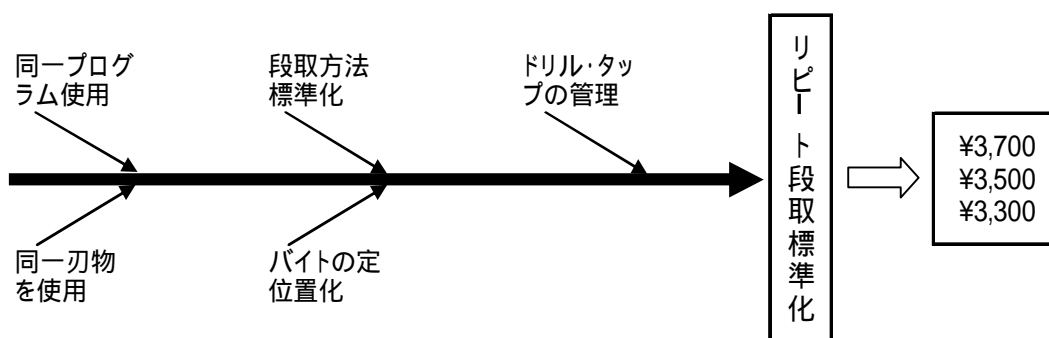 同一プログ
ラム使用
段取方法
標準化
ドリル・タッ
プの管理
同一刃物
を使用
バイトの定
位置化
リピート段取標準化
¥3,700
¥3,500
¥3,300